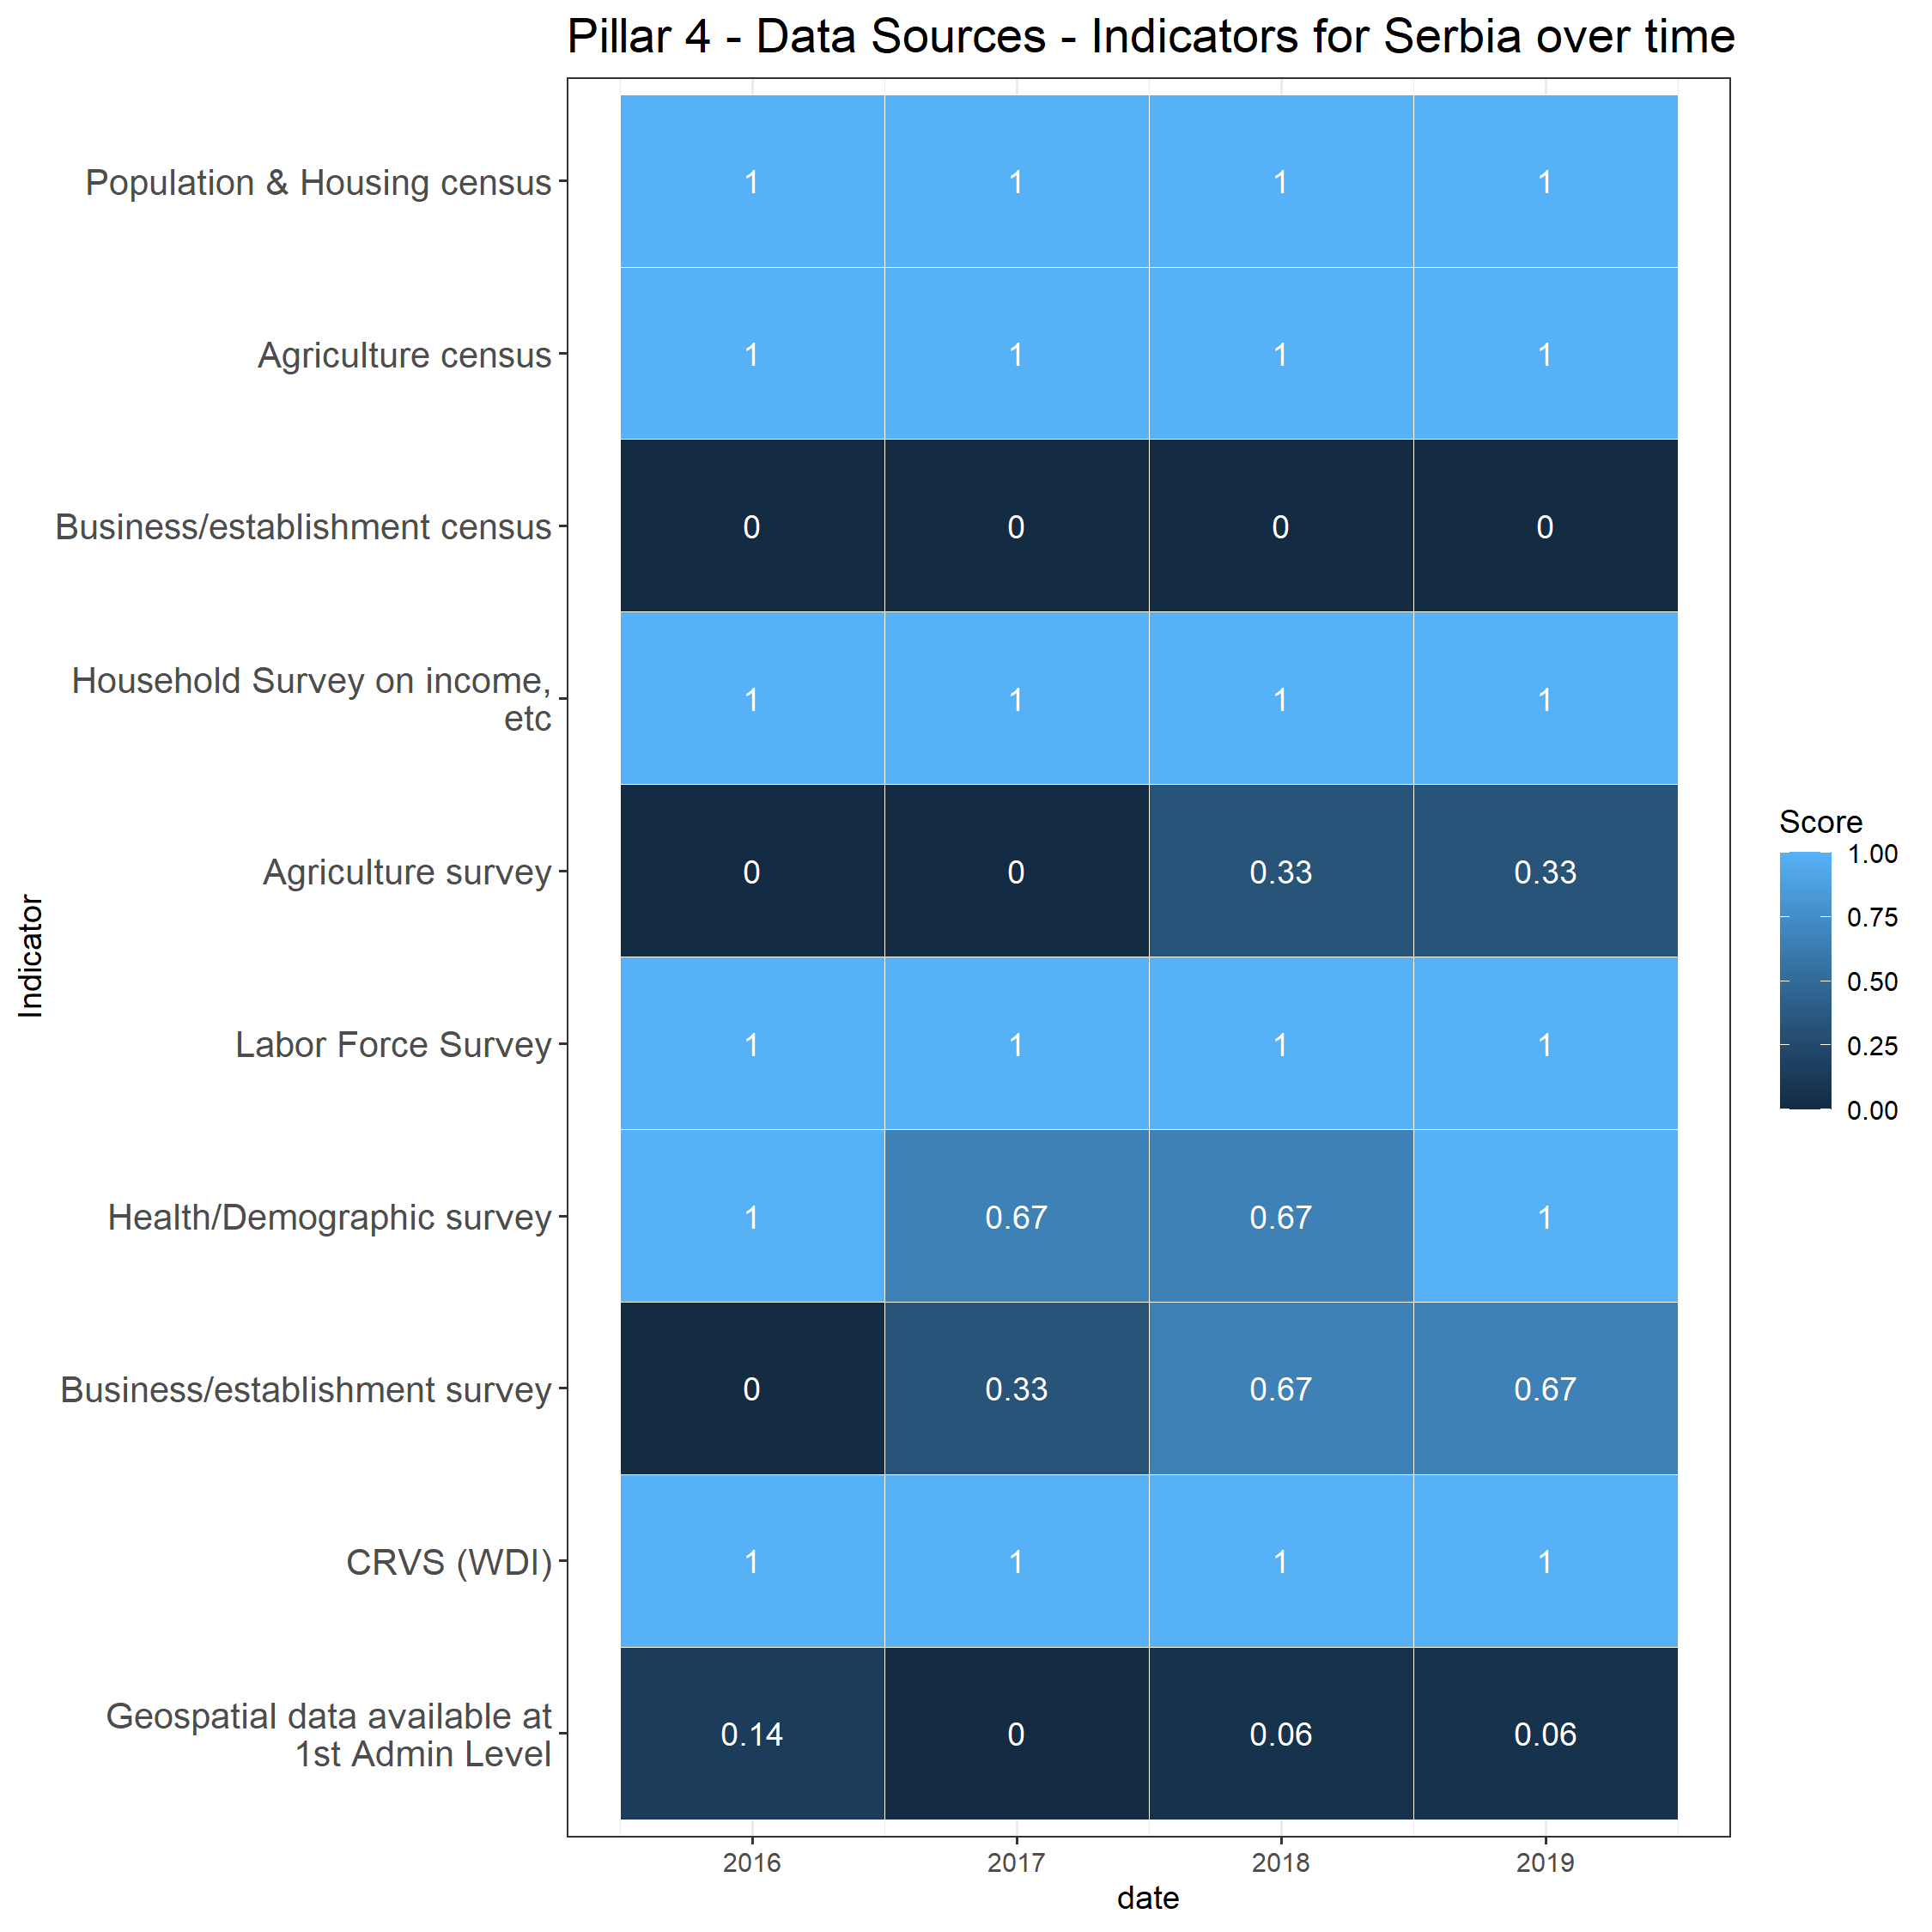 Pillar 4 - Data Sources - Indicators for Serbia over time
Indicator
Population & Housing census
1 1 1 1
Agriculture census
1 1 1 1
Business/establishment census
0 0 0 0
Household Survey on income,
etc
1 1 1 1
Agriculture survey
0 0 0.33 0.33
Labor Force Survey
1 1 1 1
Health/Demographic survey
1 0.67 0.67 1
Business/establishment survey
0 0.33 0.67 0.67
CRVS (WDI)
1 1 1 1
Geospatial data available at
1st Admin Level
0.14 0 0.06 0.06
2016 2017 2018 2019
date
Score
1.00
0.75
0.50
0.25
0.00